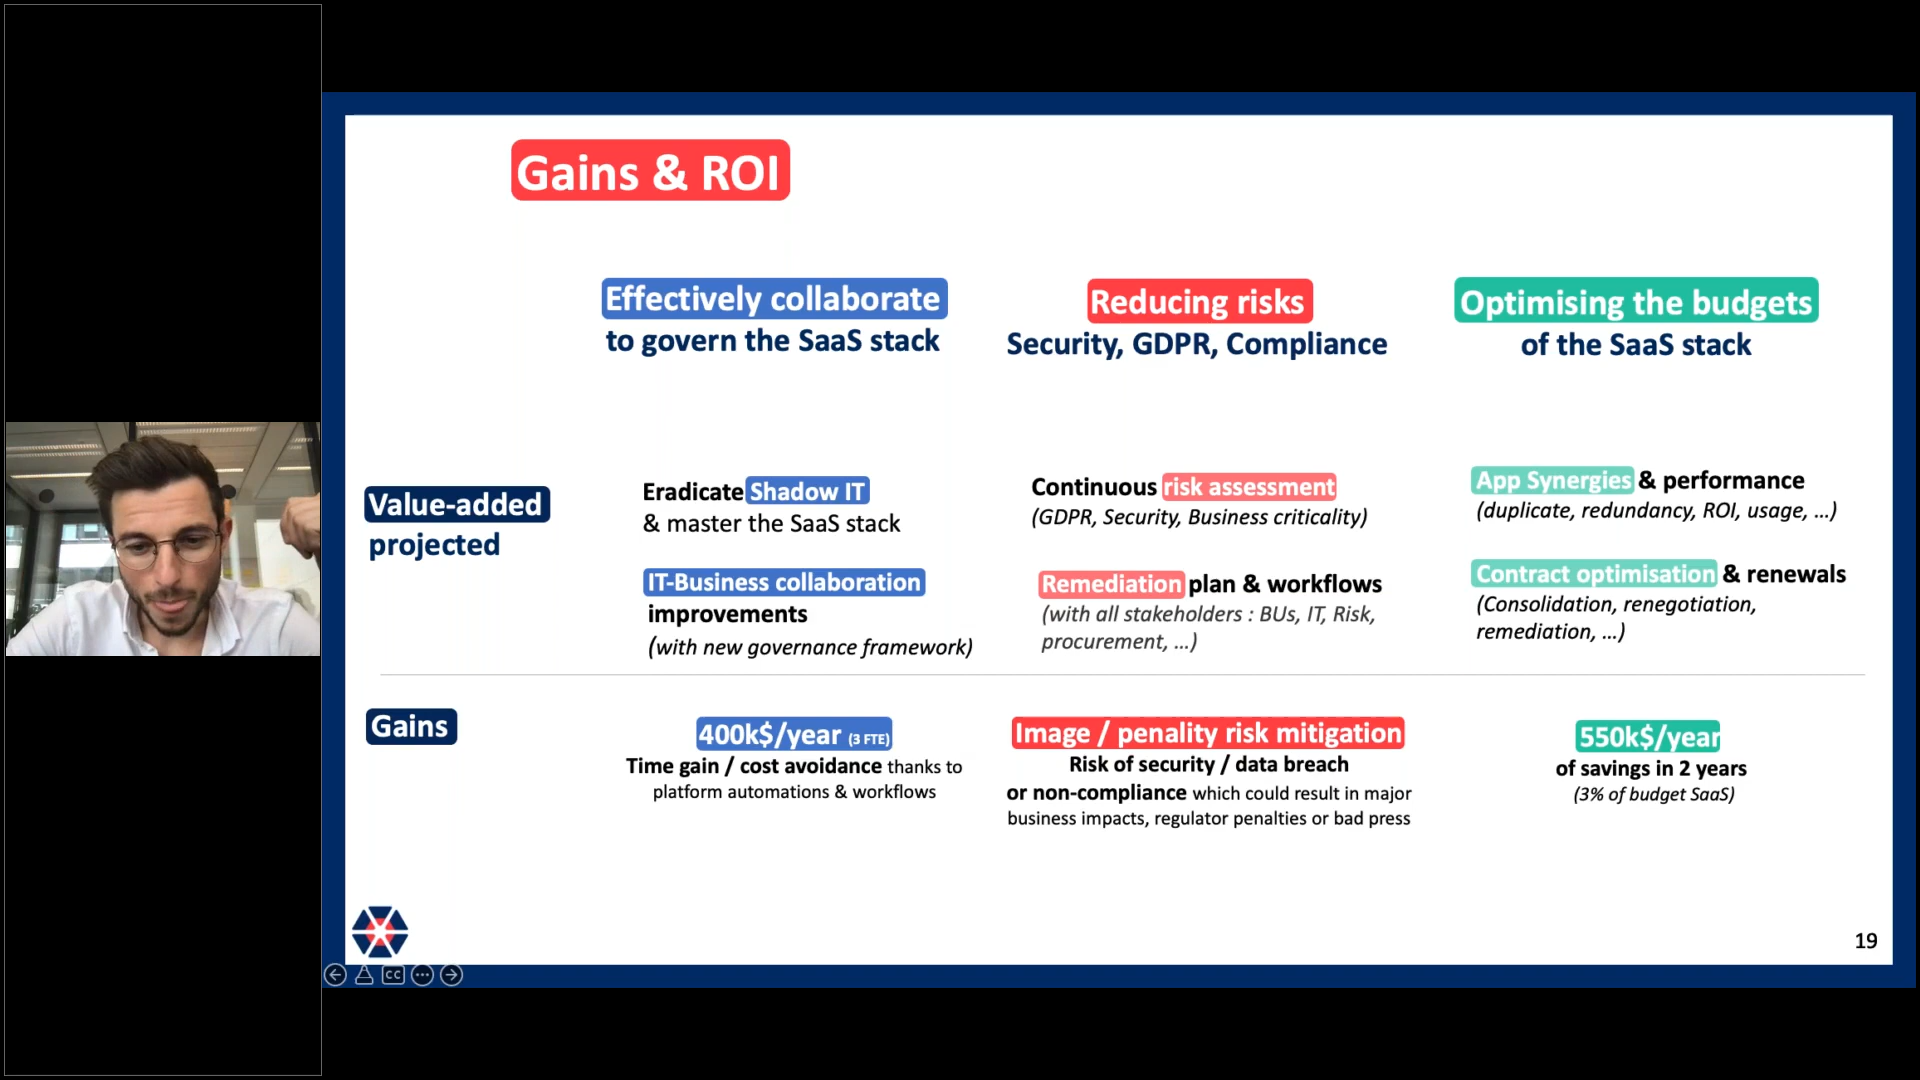 Gains & ROI
Effectively collaborate
to govern the SaaS stack
Reducing risks
Security, GDPR, Compliance
Optimising the budgets
of the SaaS stack
Value-added
projected
Eradicate Shadow IT
& master the SaaS stack
IT-Business collaboration
improvements
(with new governance framework)
Continuous risk assessment
(GDPR, Security, Business criticality)
Remediation plan & workflows
(with all stakeholders : BUs, IT, Risk,
procurement, ...)
App Synergies & performance
(duplicate, redundancy, ROI, usage, ...)
Contract optimisation & renewals
(Consolidation, renegotiation,
remediation, ...)
Gains
400k$/year (3 FTE)
Time gain / cost avoidance thanks to
platform automations & workflows
Image / penality risk mitigation
Risk of security / data breach
or non-compliance which could result in major
business impacts, regulator penalties or bad press
550k$/year
of savings in 2 years
(3% of budget SaaS)
19
CC